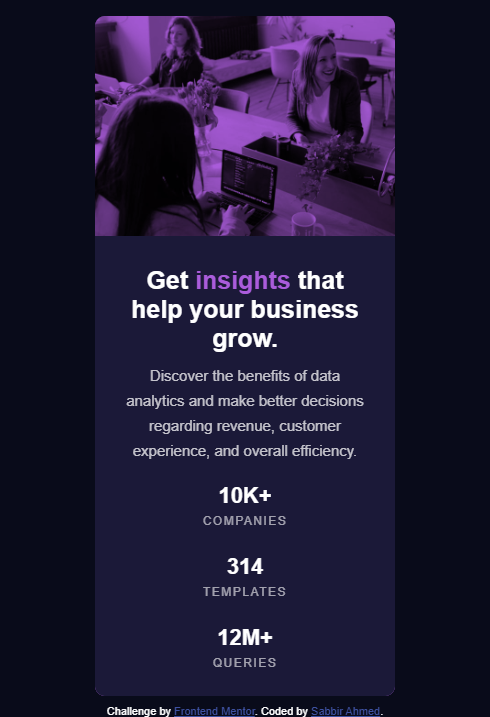 Get insights that
help your business
grow.
Discover the benefits of data
analytics and make better decisions
regarding revenue, customer
experience, and overall efficiency.
10K+
COMPANIES
314
TEMPLATES
12M+
QUERIES
Challenge by Frontend Mentor. Coded by Sabbir Ahmed.